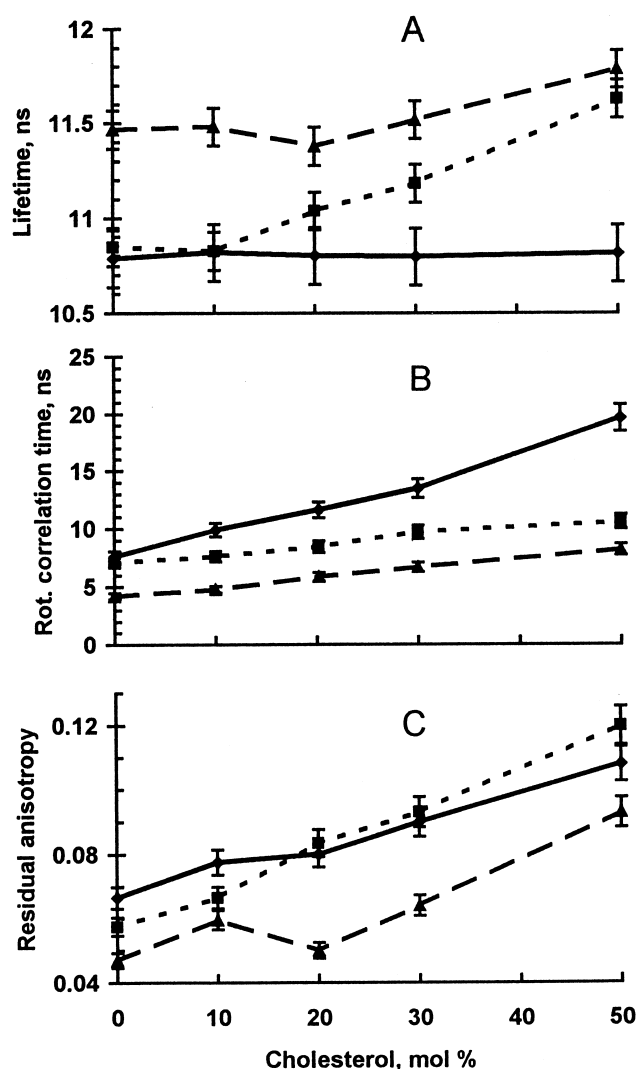 A
12
11.5
11
10.5
Lifetime, ns
B
25
20
15
10
5
0
Rot. correlation time, ns
C
0.12
0.08
0.04
Residual anisotropy
0 10 20 30 40 50
Cholesterol, mol %